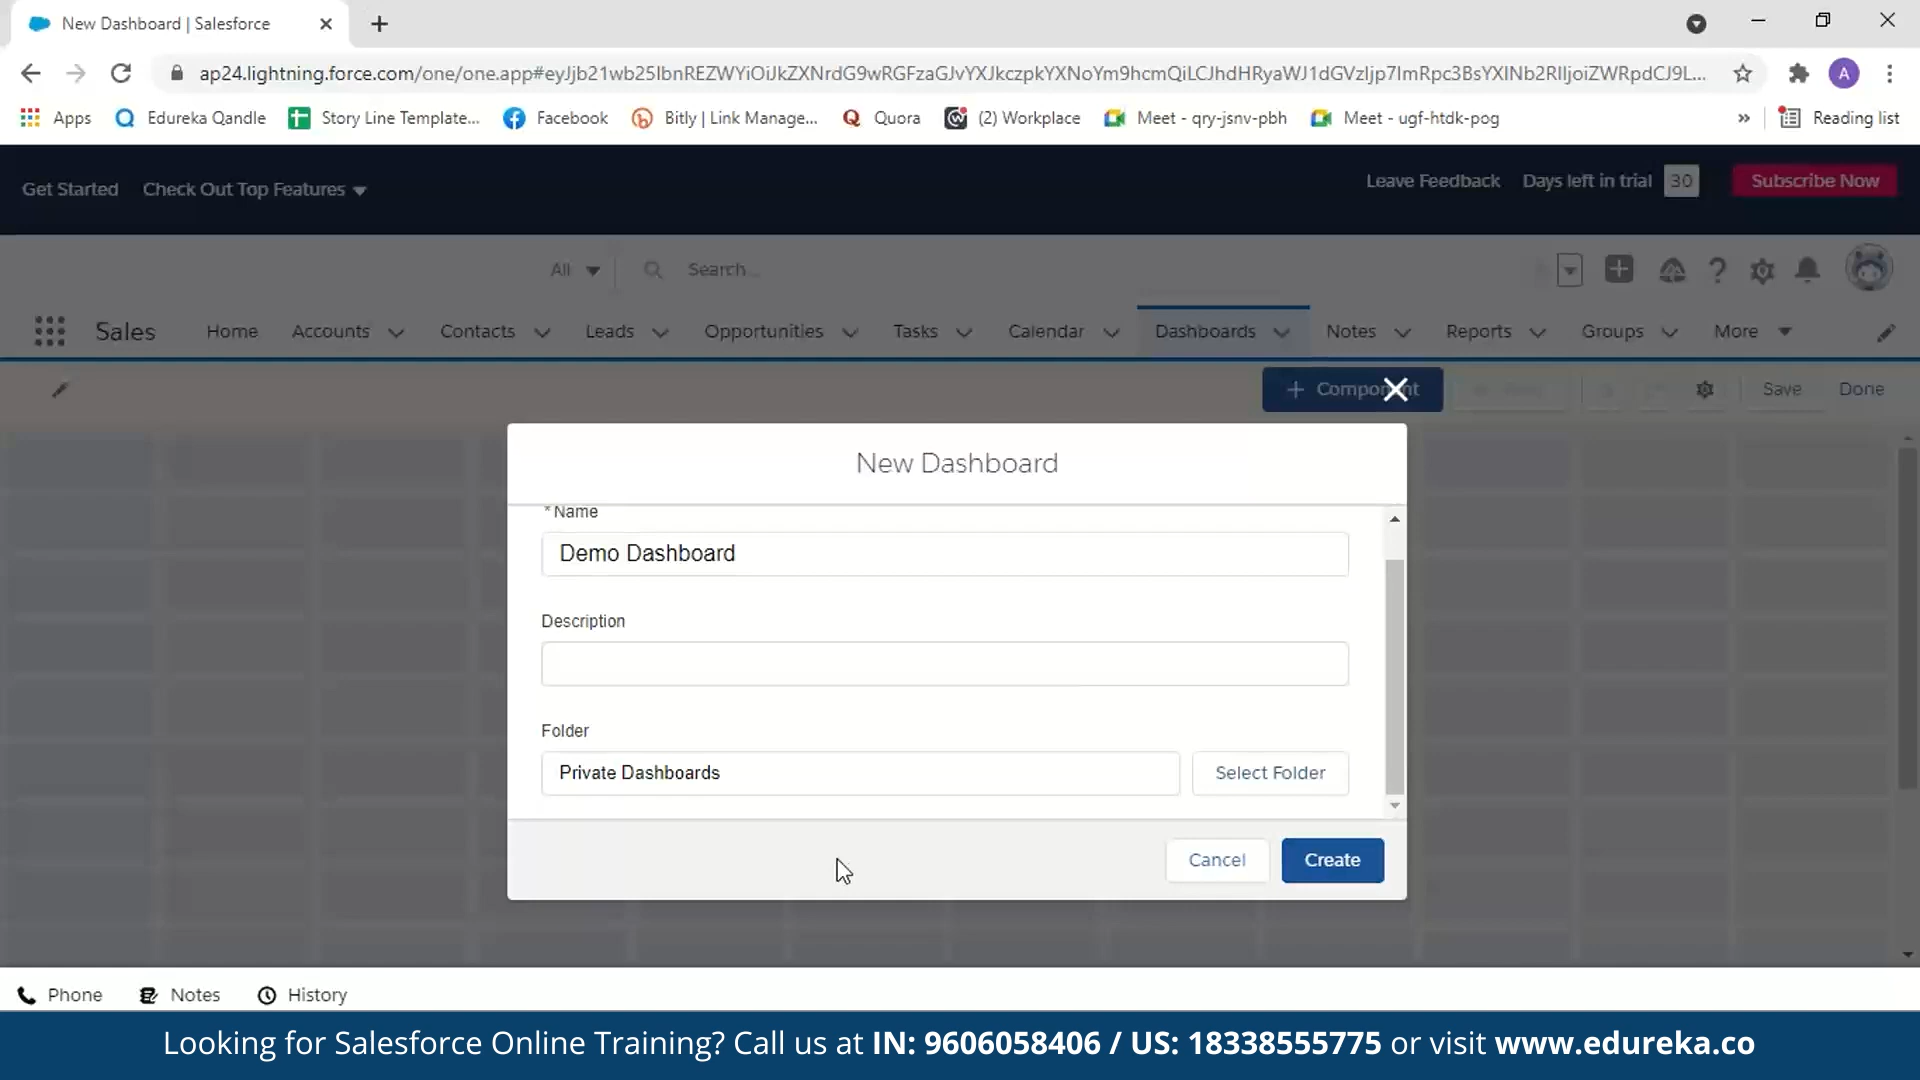 New Dashboard | Salesforce
ap24.lightning.force.com/one/one.app#eyJjb21wb25lbnREZWYiOiJkZXNrdG9wRGFzaGJvYXJkczpkYXNoYm9hcmQiLCJhdHRyaWJ1dGVzIjp7ImRpc3BsYXlNb2RlIjoiZWRpdCJ9L...
A
Apps
Edureka Qandle
Story Line Template...
Facebook
Bitly | Link Manage...
Quora
(2) Workplace
Meet - qry-jsnv-pbh
Meet - ugf-htdk-pog
»
Reading list
Get Started
Check Out Top Features
Leave Feedback
Days left in trial
30
Subscribe Now
All
Search...
Sales
Home
Accounts
Contacts
Leads
Opportunities
Tasks
Calendar
Dashboards
Notes
Reports
Groups
More
Save
Done
New Dashboard
* Name
Demo Dashboard
Description
Folder
Private Dashboards
Select Folder
Cancel
Create
Phone
Notes
History
Looking for Salesforce Online Training? Call us at IN: 9606058406 / US: 18338555775 or visit www.edureka.co